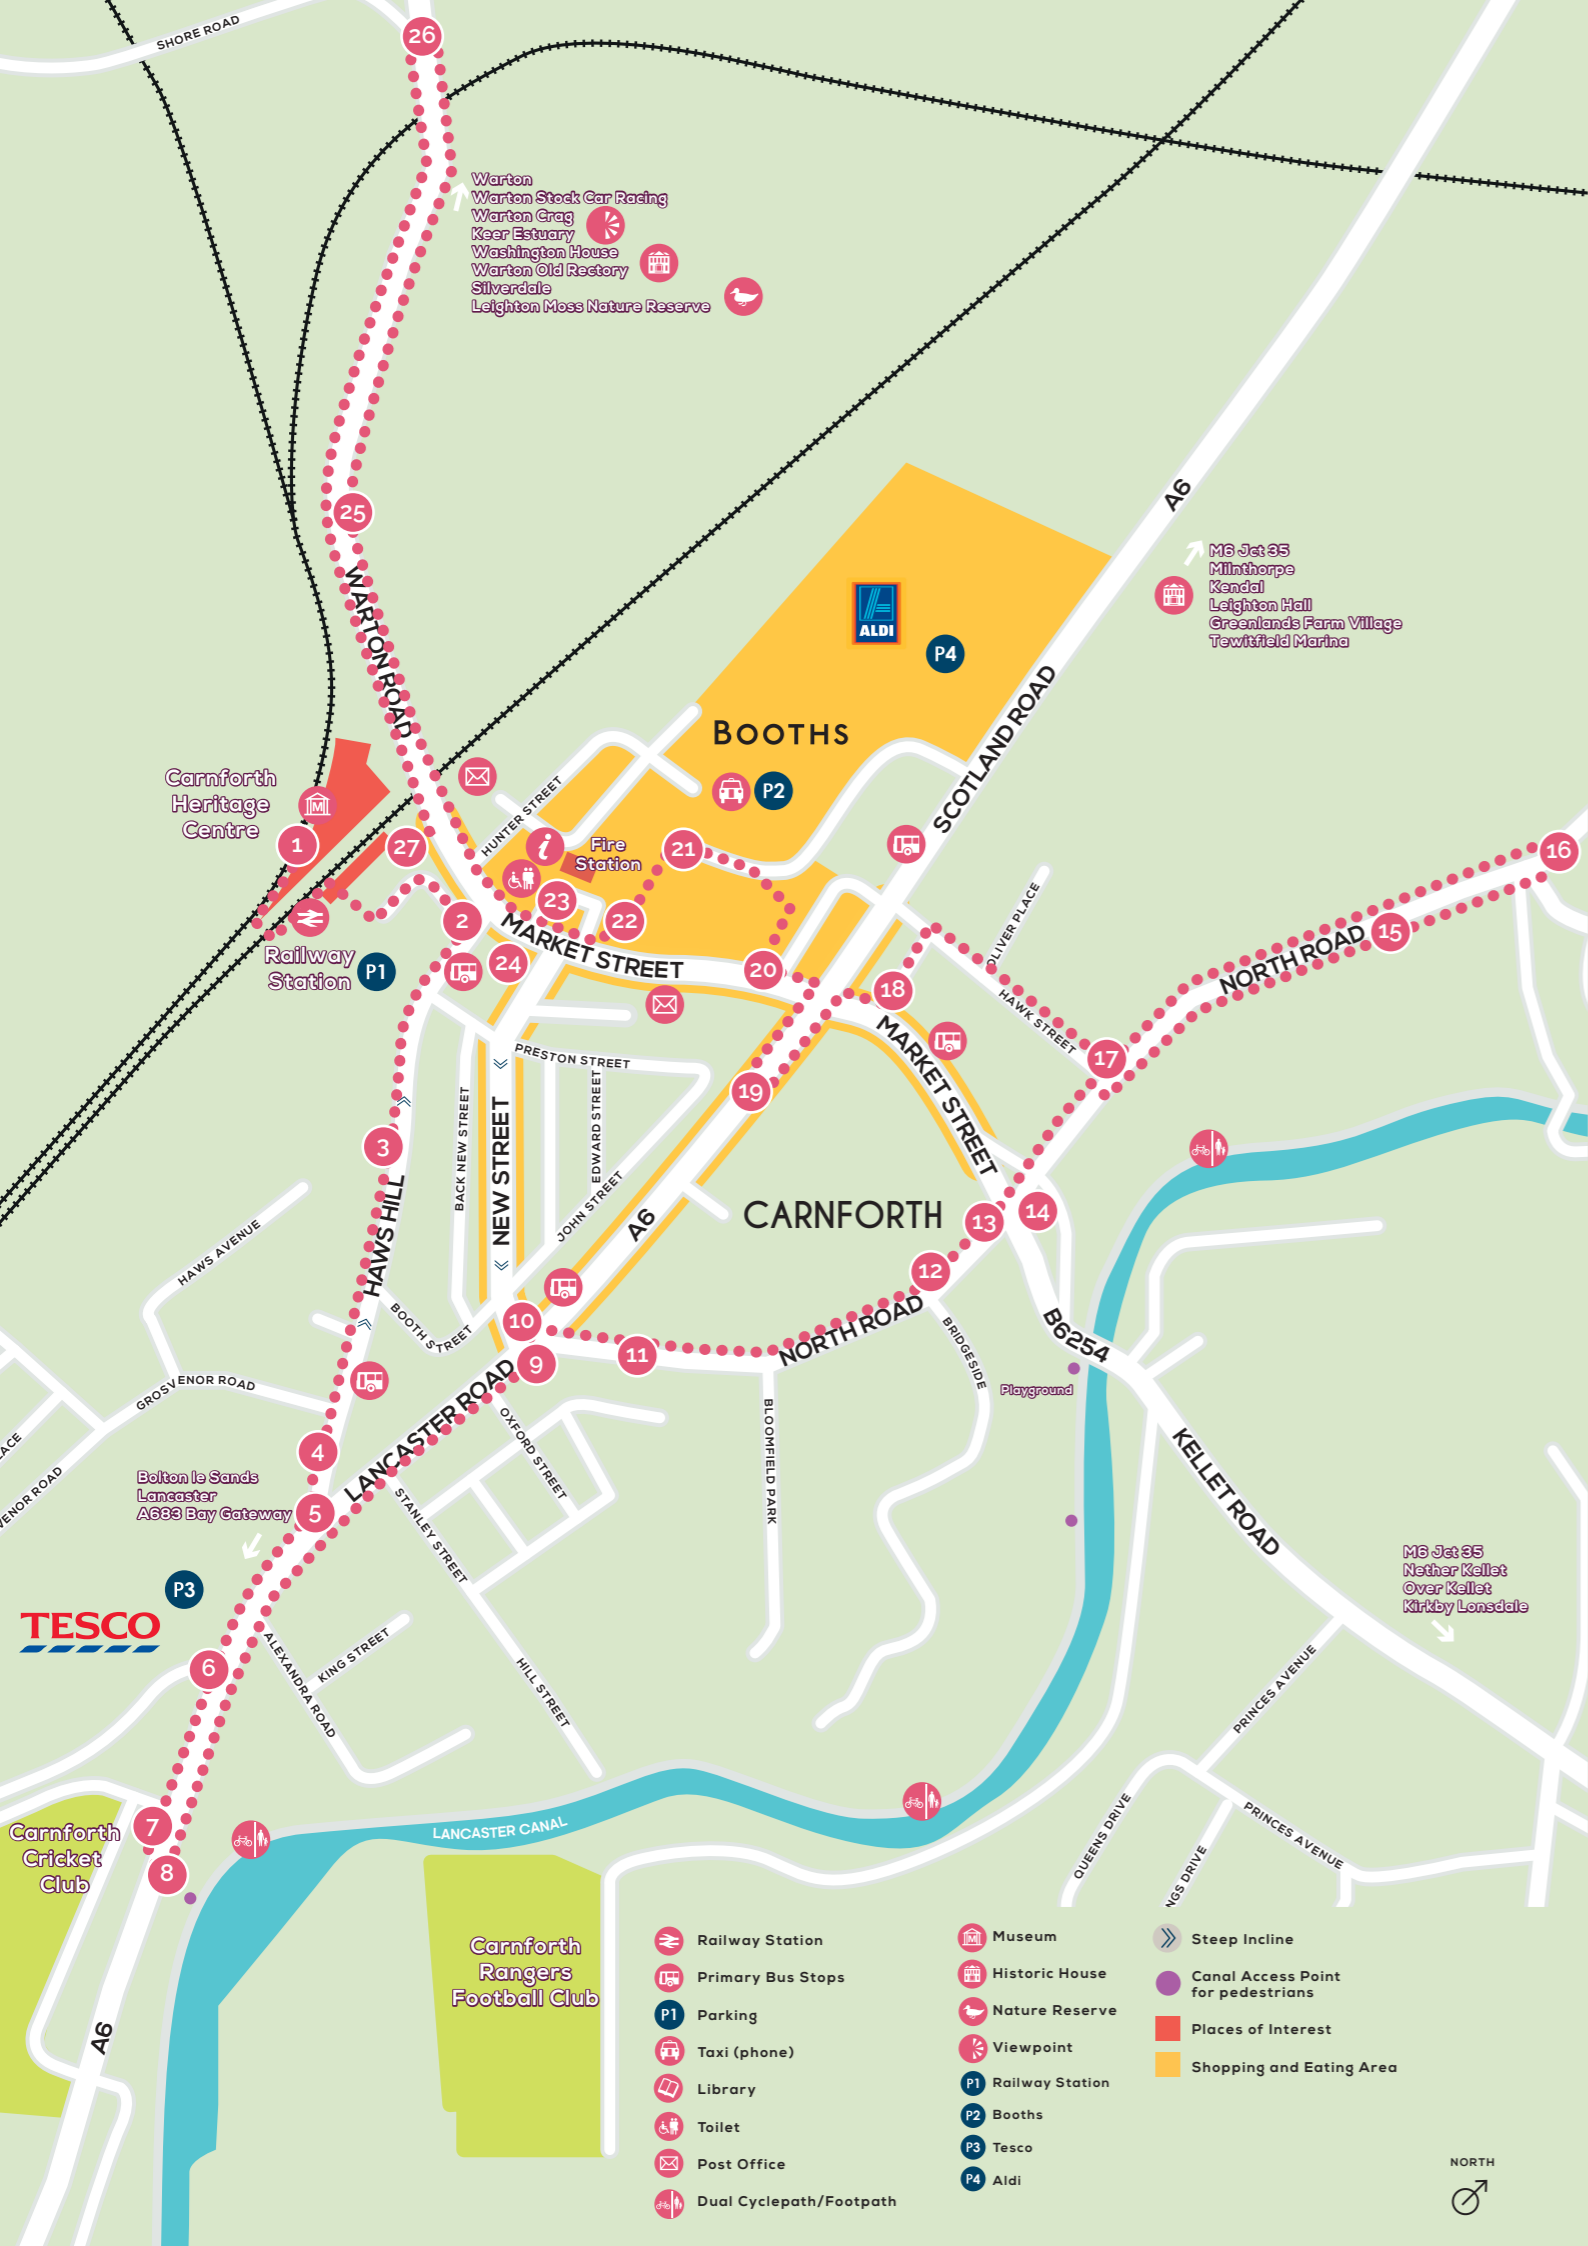 SHORE ROAD
26
Warton
Warton Stock Car Racing
Warton Crag
Keer Estuary
Washington House
Warton Old Rectory
Silverdale
Leighton Moss Nature Reserve
25
A6
M6 Jct 35
Milnthorpe
Kendal
Leighton Hall
Greenlands Farm Village
Tewitfield Marina
WARTON ROAD
ALDI
P4
BOOTHS
P2
SCOTLAND ROAD
Carnforth
Heritage
Centre
M
1
27
HUNTER STREET
i
Fire
Station
21
16
23
22
2
24
MARKET STREET
20
18
OLIVER PLACE
HAWK STREET
NORTH ROAD
15
Railway
Station
P1
17
MARKET STREET
PRESTON STREET
19
3
BACK NEW STREET
NEW STREET
EDWARD STREET
JOHN STREET
A6
CARNFORTH
13
14
12
HAWS HILL
HAWS AVENUE
BOOTH STREET
10
9
11
NORTH ROAD
BRIDGESIDE
B6254
Playground
GROSVENOR ROAD
4
LANCASTER ROAD
OXFORD STREET
BLOOMFIELD PARK
KELLET ROAD
ACE
VENOR ROAD
Bolton le Sands
Lancaster
A683 Bay Gateway
5
STANLEY STREET
M6 Jct 35
Nether Kellet
Over Kellet
Kirkby Lonsdale
P3
TESCO
6
ALEXANDRA ROAD
KING STREET
HILL STREET
PRINCES AVENUE
QUEENS DRIVE
NGS DRIVE
PRINCES AVENUE
7
8
Carnforth
Cricket
Club
LANCASTER CANAL
A6
Carnforth
Rangers
Football Club
Railway Station
Primary Bus Stops
P1 Parking
Taxi (phone)
Library
Toilet
Post Office
Dual Cyclepath/Footpath
M Museum
Historic House
Nature Reserve
Viewpoint
P1 Railway Station
P2 Booths
P3 Tesco
P4 Aldi
Steep Incline
Canal Access Point
for pedestrians
Places of Interest
Shopping and Eating Area
NORTH